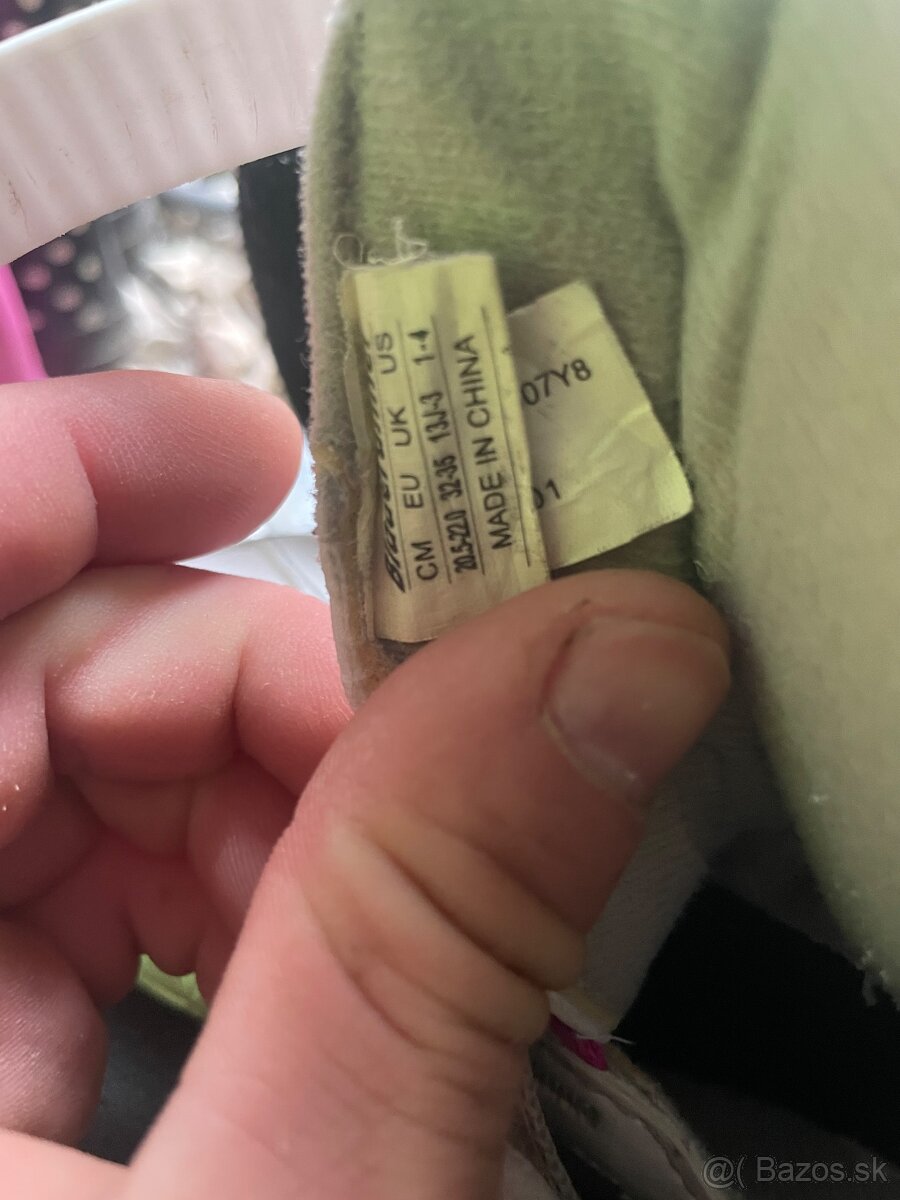 CM EU UK US
20.5-22.0 32-35 13J-3 1-4
MADE IN CHINA
07Y8
01
@( Bazos.sk